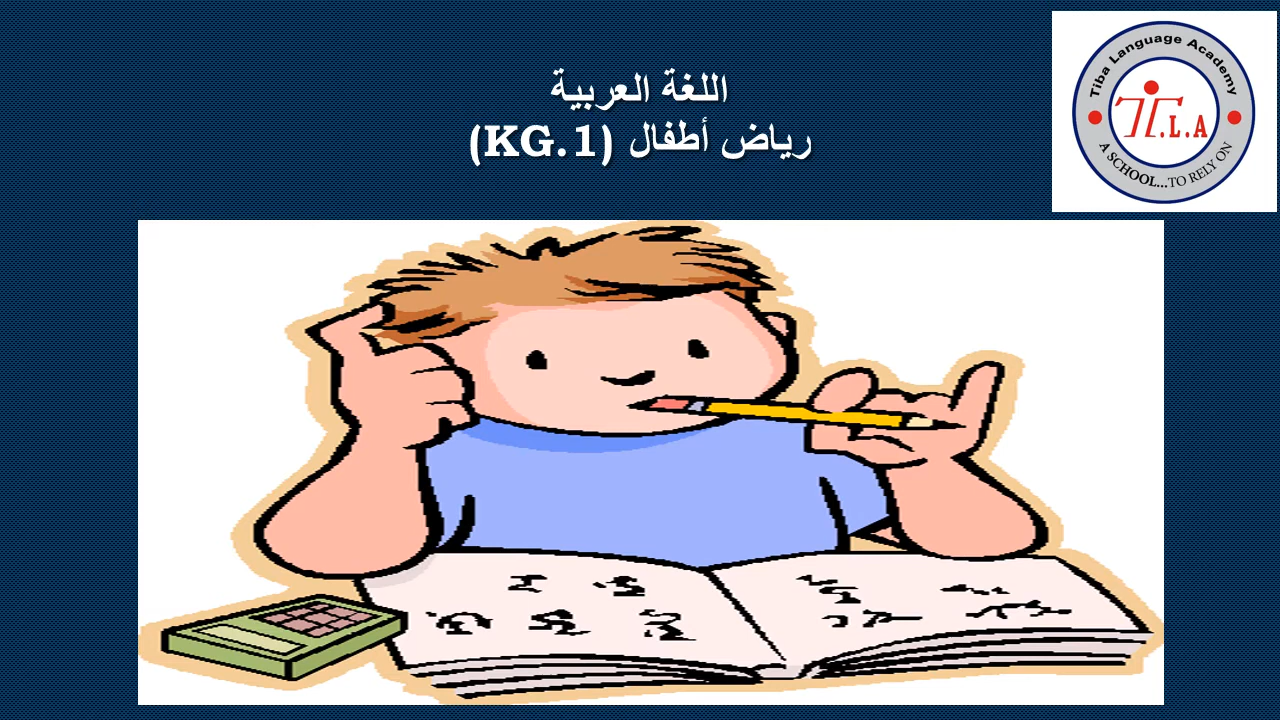 اللغة العربية
رياض أطفال (KG.1)
Tiba Language Academy
T.L.A
A SCHOOL...TO RELY ON